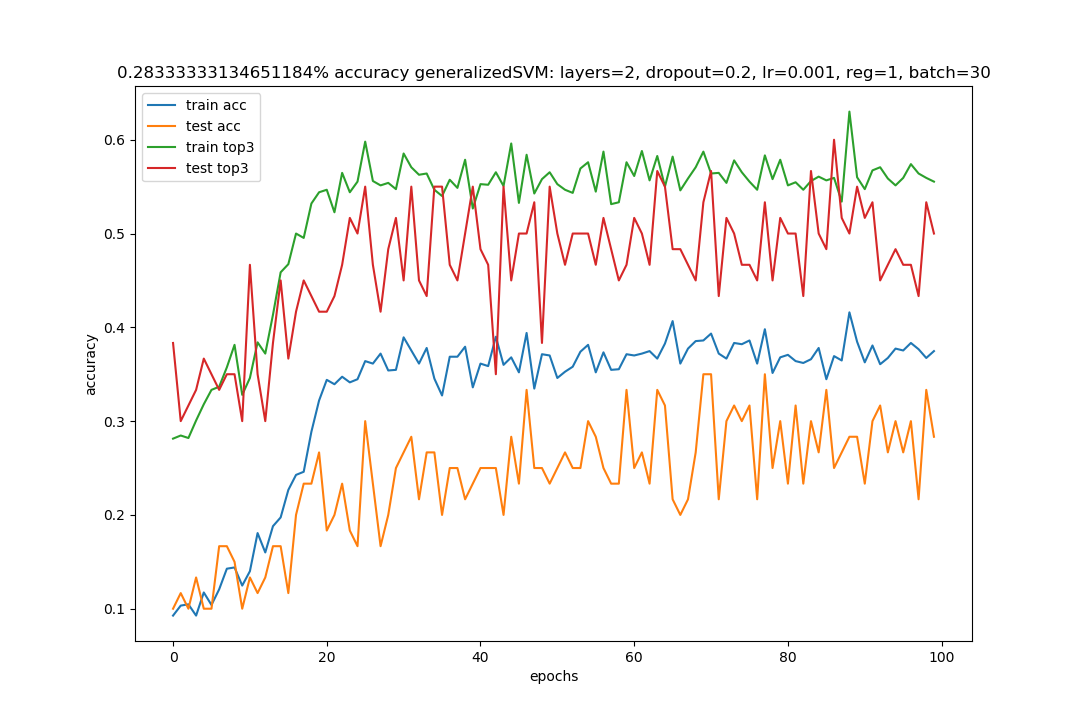 0.28333333134651184% accuracy generalizedSVM: layers=2, dropout=0.2, lr=0.001, reg=1, batch=30
train acc
test acc
train top3
test top3
0.6
0.5
0.4
0.3
0.2
0.1
accuracy
0 20 40 60 80 100
epochs